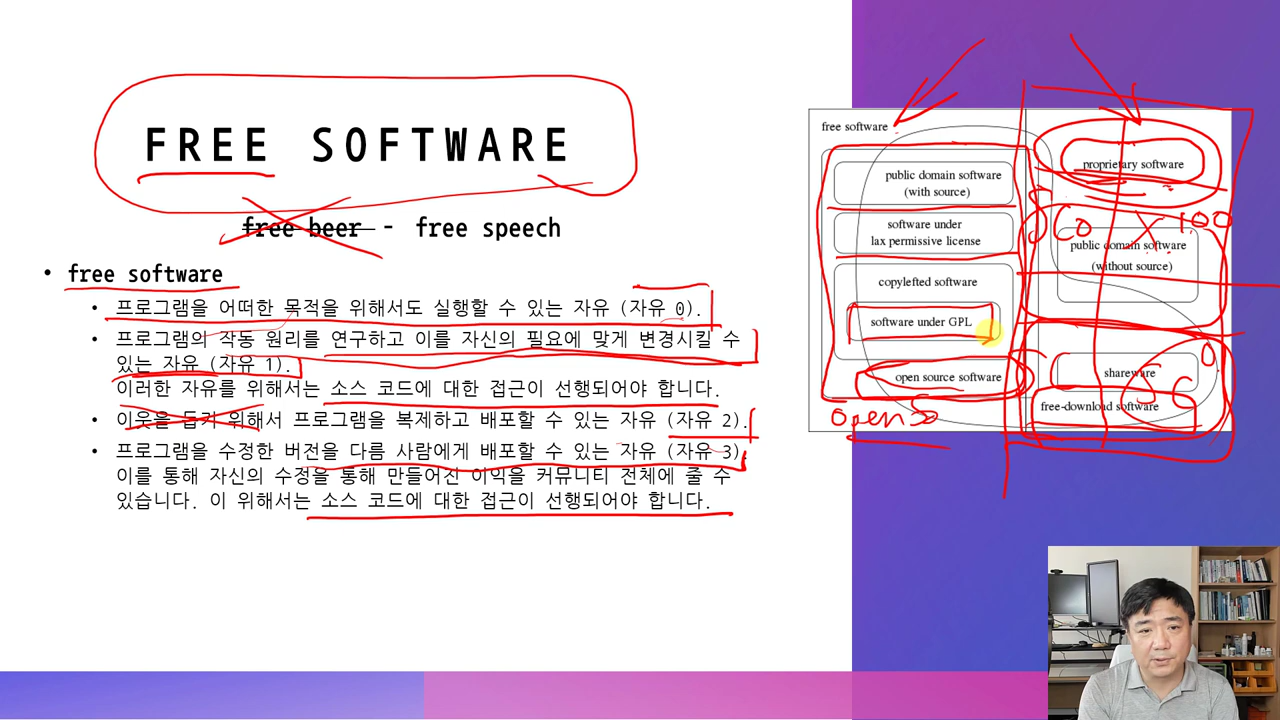 FREE SOFTWARE
free beer - free speech
• free software
• 프로그램을 어떠한 목적을 위해서도 실행할 수 있는 자유 (자유 0).
• 프로그램의 작동 원리를 연구하고 이를 자신의 필요에 맞게 변경시킬 수
있는 자유 (자유 1).
이러한 자유를 위해서는 소스 코드에 대한 접근이 선행되어야 합니다.
• 이웃을 돕기 위해서 프로그램을 복제하고 배포할 수 있는 자유 (자유 2).
• 프로그램을 수정한 버전을 다름 사람에게 배포할 수 있는 자유 (자유 3).
이를 통해 자신의 수정을 통해 만들어진 이익을 커뮤니티 전체에 줄 수
있습니다. 이 위해서는 소스 코드에 대한 접근이 선행되어야 합니다.
free software
public domain software
(with source)
software under
lax permissive license
copylefted software
software under GPL
open source software
open So
proprietary software
X 100
public domain software
(without source)
shareware
free-download software